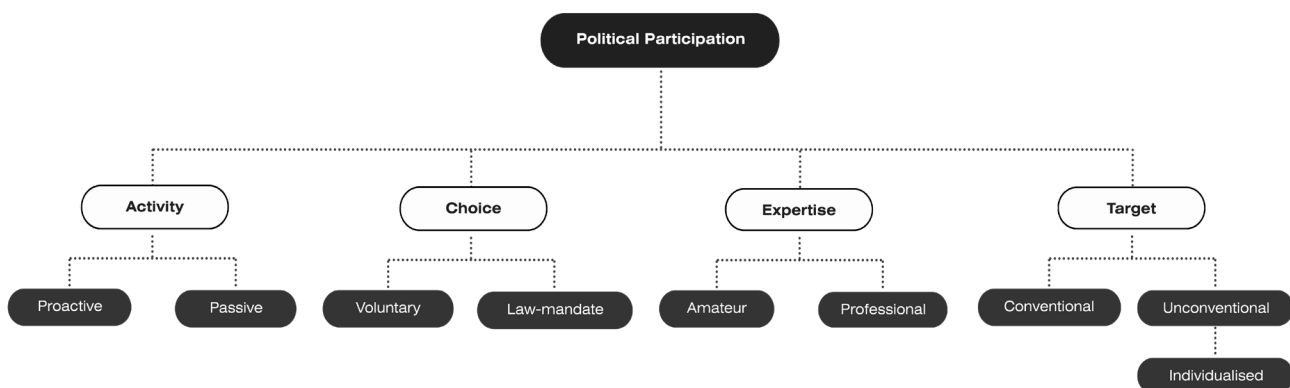 Political Participation
Activity
Choice
Expertise
Target
Proactive
Passive
Voluntary
Law-mandate
Amateur
Professional
Conventional
Unconventional
Individualised